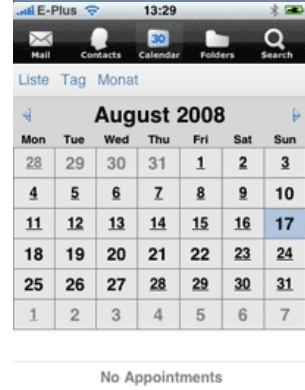 E-Plus 13:29
Mail Contacts 30 Calendar Folders Search
Liste Tag Monat
August 2008
Mon Tue Wed Thu Fri Sat Sun
28 29 30 31 1 2 3
4 5 6 7 8 9 10
11 12 13 14 15 16 17
18 19 20 21 22 23 24
25 26 27 28 29 30 31
1 2 3 4 5 6 7
No Appointments